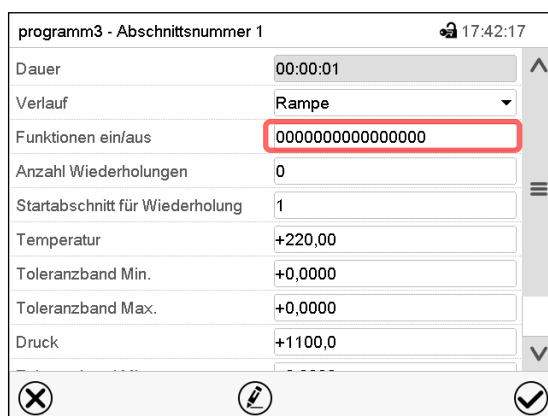 programm3 - Abschnittsnummer 1 17:42:17
Dauer 00:00:01
Verlauf Rampe
Funktionen ein/aus 0000000000000000
Anzahl Wiederholungen 0
Startabschnitt für Wiederholung 1
Temperatur +220,00
Toleranzband Min. +0,0000
Toleranzband Max. +0,0000
Druck +1100,0